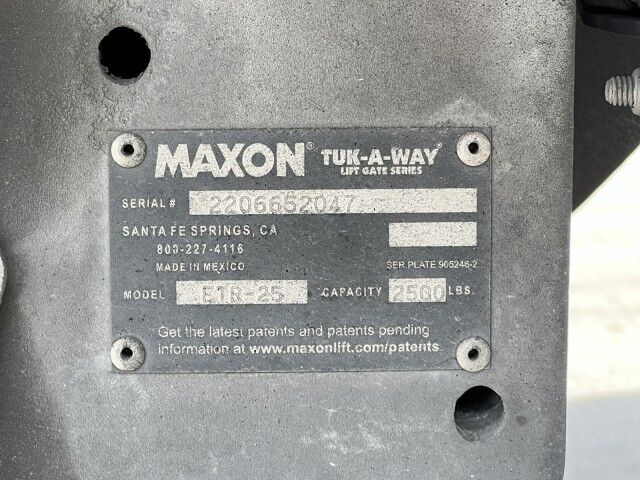 MAXON® TUK-A-WAY®
LIFT GATE SERIES
SERIAL # 2206652047
SANTA FE SPRINGS, CA
800-227-4116
MADE IN MEXICO SER.PLATE 905246-2
MODEL ETR-25 CAPACITY 2500 LBS.
Get the latest patents and patents pending
information at www.maxonlift.com/patents.